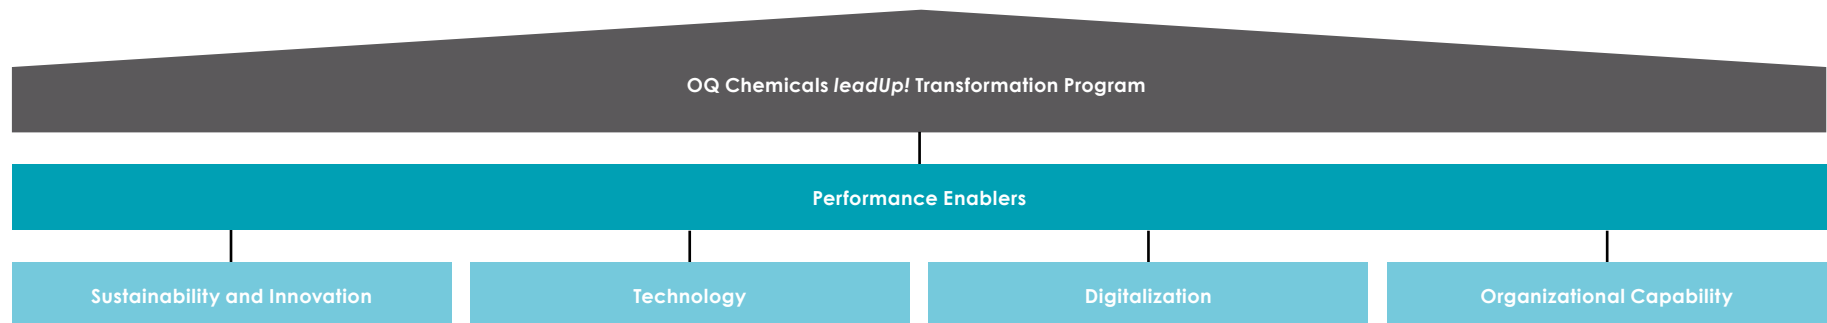 OQ Chemicals leadUp! Transformation Program
Performance Enablers
Sustainability and Innovation
Technology
Digitalization
Organizational Capability